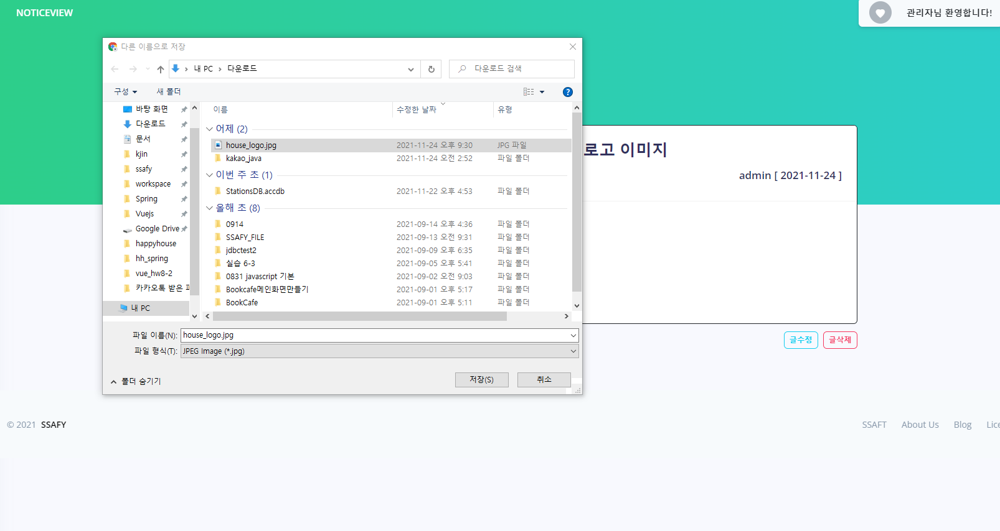 NOTICEVIEW
관리자님 환영합니다!
다른 이름으로 저장
내 PC 다운로드
다운로드 검색
구성 새 폴더
바탕 화면
다운로드
문서
kjin
ssafy
workspace
Spring
Vuejs
Google Drive
happyhouse
hh_spring
vue_hw8-2
카카오톡 받은 파
내 PC
이름 수정한 날짜 유형
어제 (2)
house_logo.jpg 2021-11-24 오후 9:30 JPG 파일
kakao_java 2021-11-24 오전 2:52 파일 폴더
이번 주 초 (1)
StationsDB.accdb 2021-11-22 오후 4:53 파일 폴더
올해 초 (8)
0914 2021-09-14 오후 4:36 파일 폴더
SSAFY_FILE 2021-09-13 오전 9:31 파일 폴더
jdbctest2 2021-09-09 오후 6:35 파일 폴더
실습 6-3 2021-09-05 오후 5:41 파일 폴더
0831 javascript 기본 2021-09-02 오전 9:03 파일 폴더
Bookcafe메인화면만들기 2021-09-01 오후 5:17 파일 폴더
BookCafe 2021-09-01 오후 5:11 파일 폴더
파일 이름(N): house_logo.jpg
파일 형식(T): JPEG Image (*.jpg)
폴더 숨기기
저장(S) 취소
로고 이미지
admin [ 2021-11-24 ]
글수정 글삭제
© 2021 SSAFY
SSAFT About Us Blog Lice